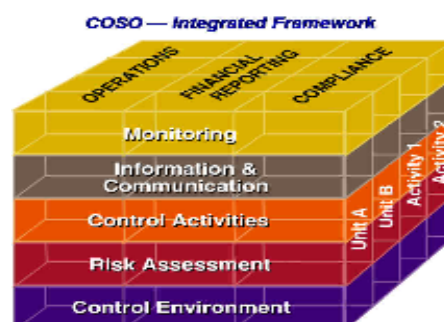 COSO — Integrated Framework
OPERATIONS
FINANCIAL
REPORTING
COMPLIANCE
Monitoring
Information &
Communication
Control Activities
Risk Assessment
Control Environment
Unit A
Unit B
Activity 1
Activity 2